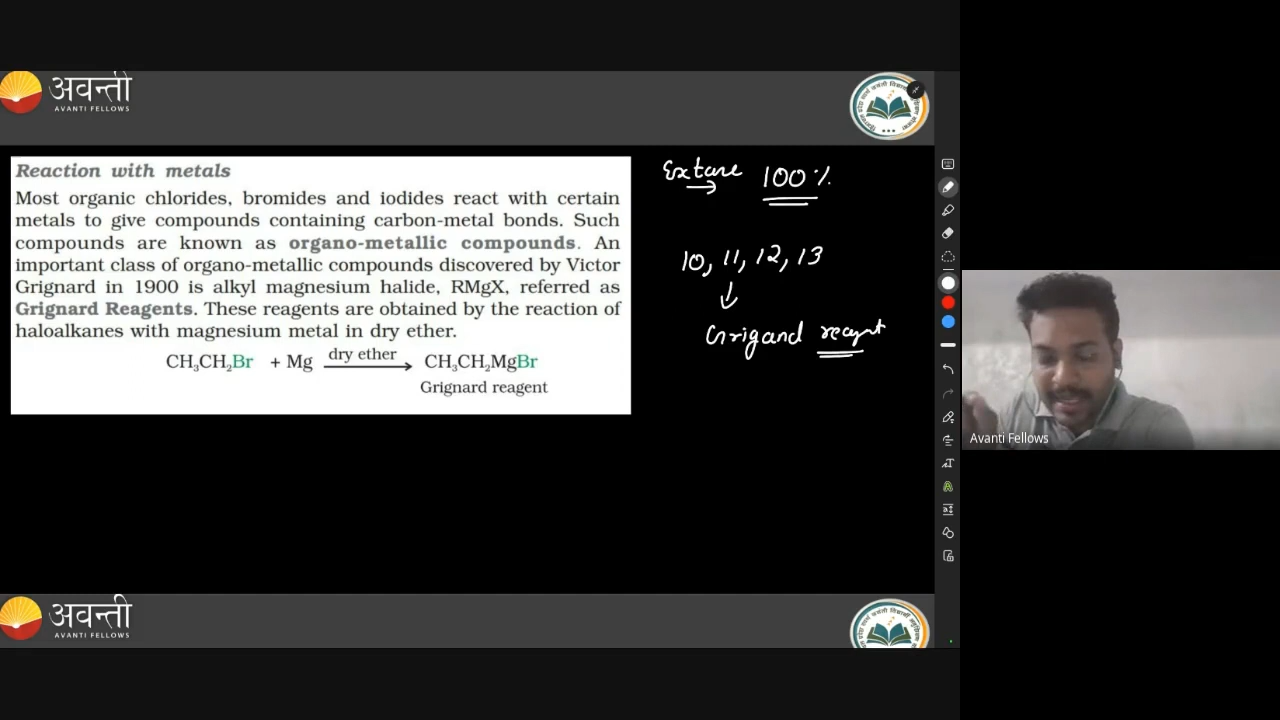 अवन्ती
AVANTI FELLOWS
Reaction with metals
Most organic chlorides, bromides and iodides react with certain
metals to give compounds containing carbon-metal bonds. Such
compounds are known as organo-metallic compounds. An
important class of organo-metallic compounds discovered by Victor
Grignard in 1900 is alkyl magnesium halide, RMgX, referred as
Grignard Reagents. These reagents are obtained by the reaction of
haloalkanes with magnesium metal in dry ether.
CH₃CH₂Br + Mg dry ether → CH₃CH₂MgBr
Grignard reagent
100%
10, 11, 12, 13
↓
Avanti Fellows
अवन्ती
AVANTI FELLOWS